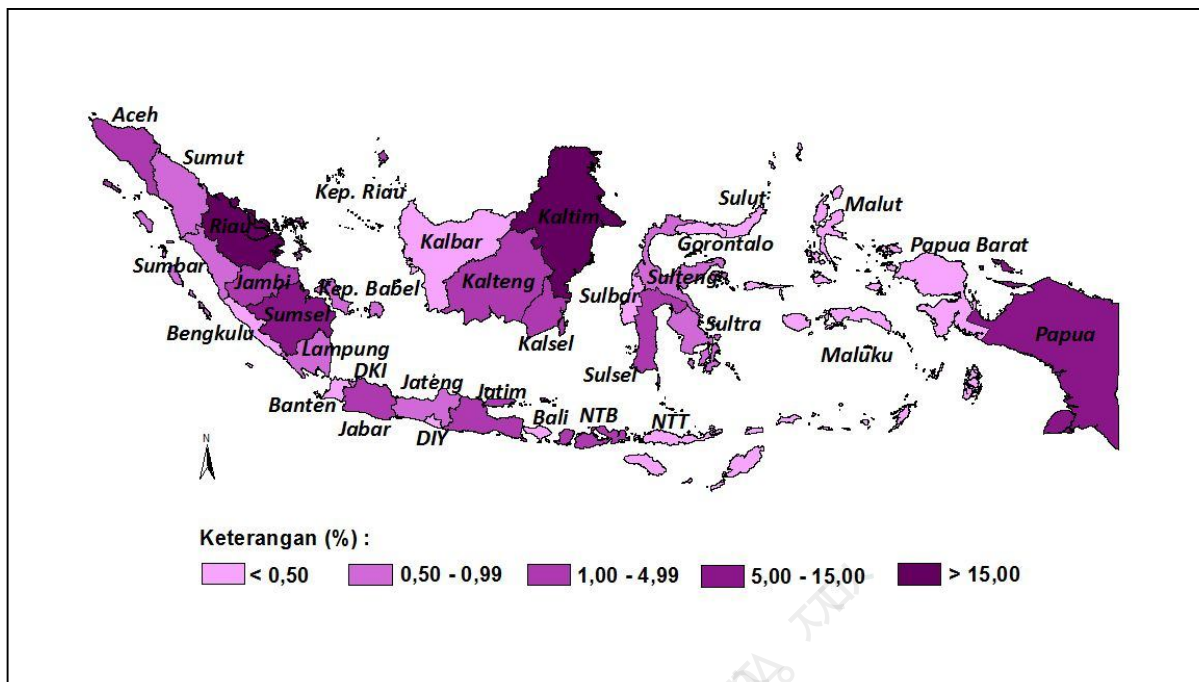 Aceh
Sumut
Kep. Riau
Riau
Sumbar
Jambi
Kep. Babel
Sumsel
Bengkulu
Lampung
DKI
Banten
Jabar
Jateng
DIY
Jatim
Bali
NTB
NTT
Kalbar
Kalteng
Kaltim
Kalsel
Sulut
Gorontalo
Sulteng
Sulbar
Sultra
Sulsel
Malut
Maluku
Papua Barat
Papua
N
Keterangan (%) :
< 0,50 0,50 - 0,99 1,00 - 4,99 5,00 - 15,00 > 15,00